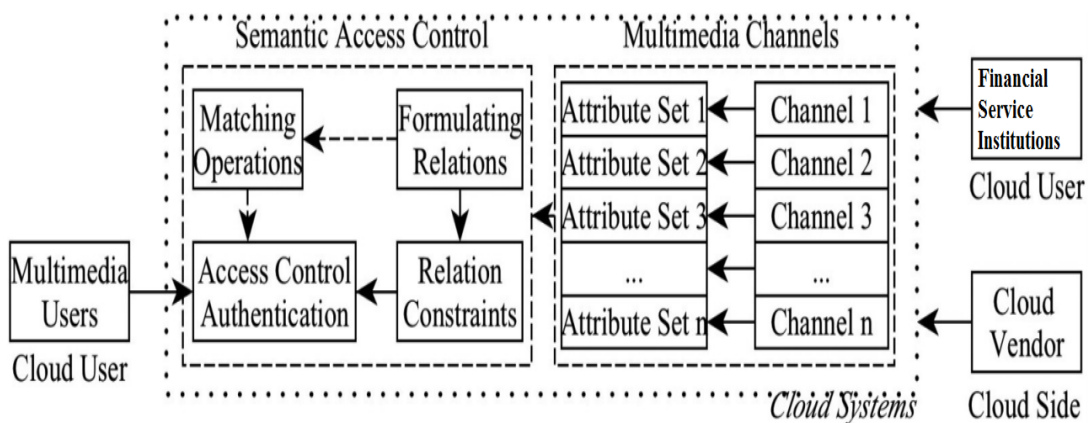 Semantic Access Control
Multimedia Channels
Matching
Operations
Formulating
Relations
Access Control
Authentication
Relation
Constraints
Multimedia
Users
Cloud User
Attribute Set 1
Channel 1
Attribute Set 2
Channel 2
Attribute Set 3
Channel 3
...
...
Attribute Set n
Channel n
Financial
Service
Institutions
Cloud User
Cloud
Vendor
Cloud Side
Cloud Systems